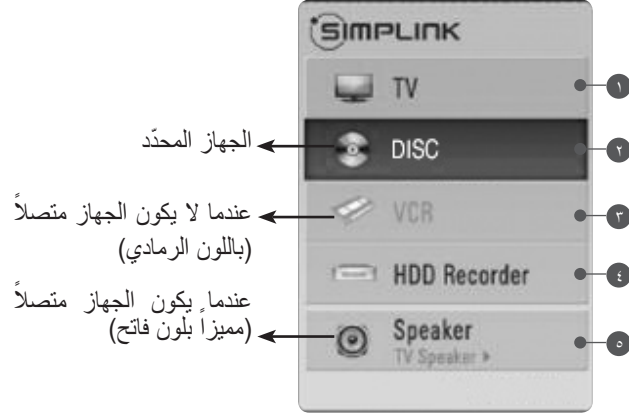 SIMPLINK
TV
١
الجهاز المحدّد
DISC
٢
عندما لا يكون الجهاز متصلاً
(باللون الرمادي)
VCR
٣
HDD Recorder
٤
عندما يكون الجهاز متصلاً
(مميزاً بلون فاتح)
Speaker
TV Speaker
٥